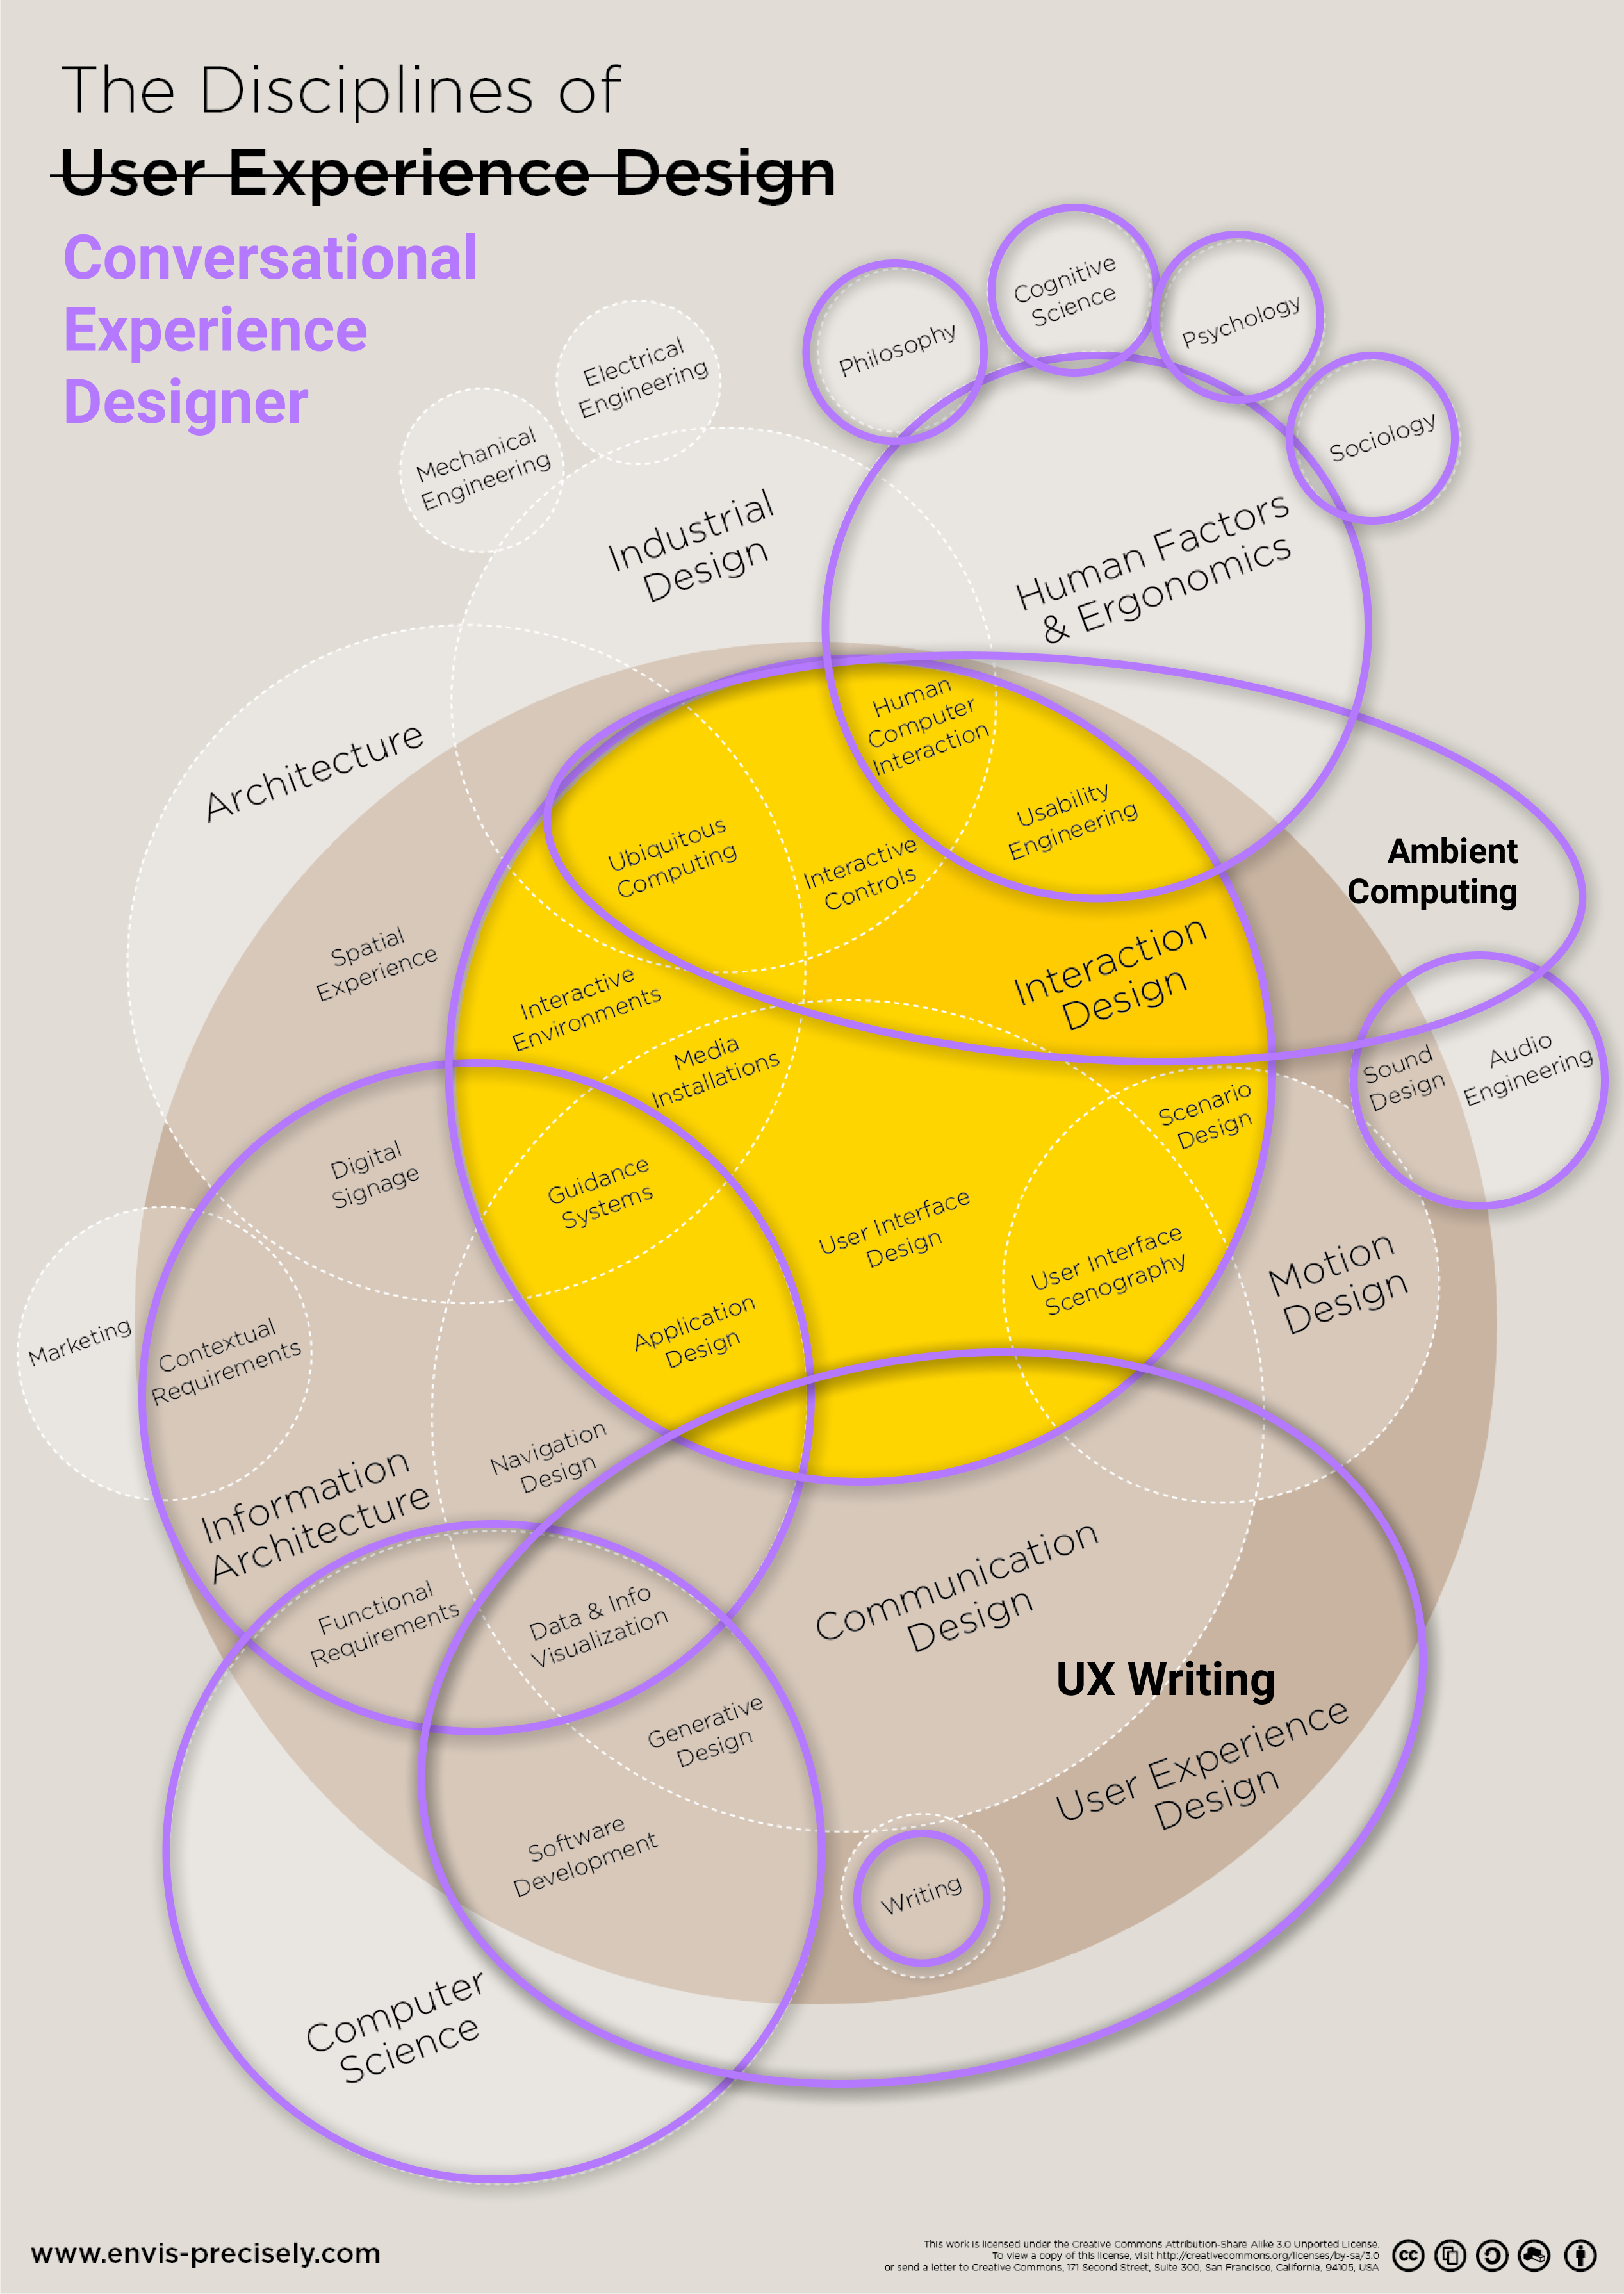 The Disciplines of
User Experience Design
Conversational
Experience
Designer
Philosophy
Cognitive
Science
Psychology
Sociology
Electrical
Engineering
Mechanical
Engineering
Industrial
Design
Human Factors
& Ergonomics
Architecture
Human
Computer
Interaction
Usability
Engineering
Ubiquitous
Computing
Interactive
Controls
Ambient
Computing
Spatial
Experience
Interactive
Environments
Interaction
Design
Media
Installations
Sound
Design
Audio
Engineering
Scenario
Design
Digital
Signage
Guidance
Systems
User Interface
Design
User Interface
Scenography
Motion
Design
Marketing
Contextual
Requirements
Application
Design
Navigation
Design
Information
Architecture
Communication
Design
Functional
Requirements
Data & Info
Visualization
UX Writing
Generative
Design
User Experience
Design
Software
Development
Writing
Computer
Science
www.envis-precisely.com
This work is licensed under the Creative Commons Attribution-Share Alike 3.0 Unported License.
To view a copy of this license, visit http://creativecommons.org/licenses/by-sa/3.0
or send a letter to Creative Commons, 171 Second Street, Suite 300, San Francisco, California, 94105, USA
cc